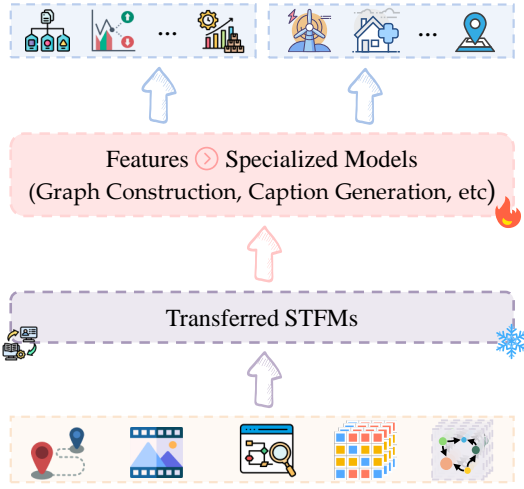 ...
...
Features > Specialized Models
(Graph Construction, Caption Generation, etc)
Transferred STFMs